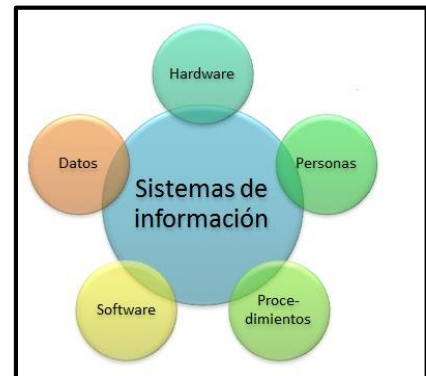 Hardware
Datos
Personas
Sistemas de
información
Software
Proce-
dimientos